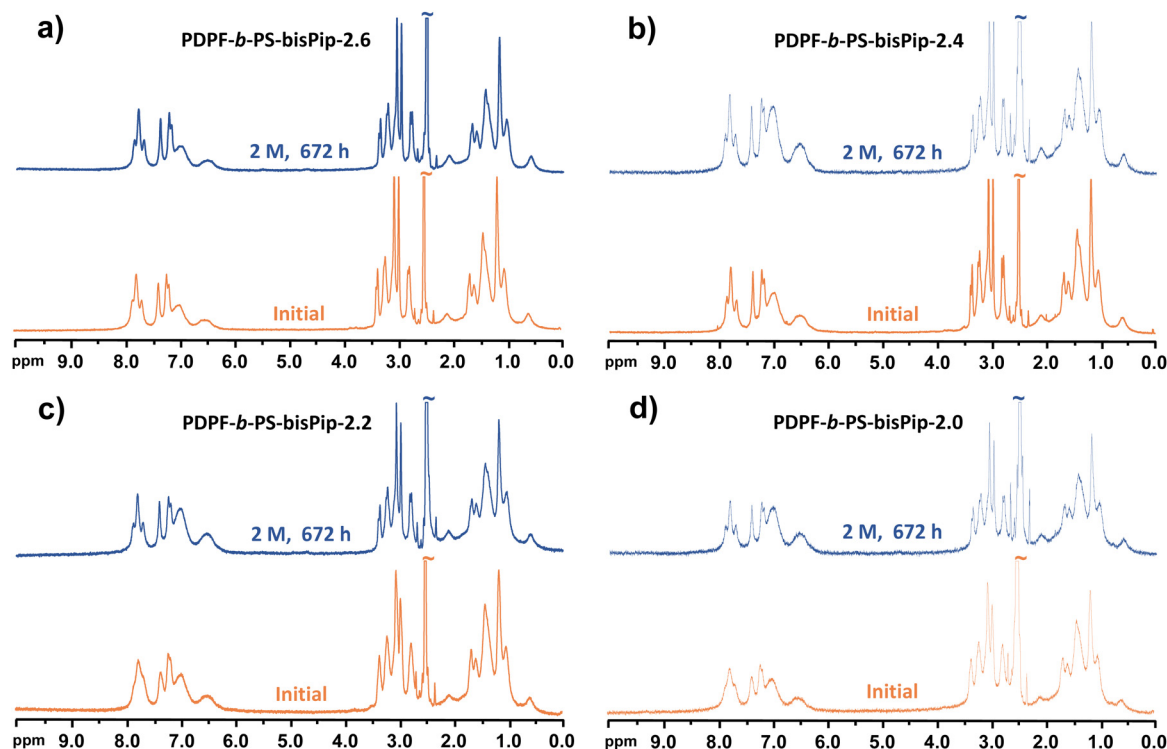 a)
PDPF-b-PS-bisPip-2.6
~
2 M, 672 h
~
Initial
ppm 9.0 8.0 7.0 6.0 5.0 4.0 3.0 2.0 1.0 0.0
b)
PDPF-b-PS-bisPip-2.4
~
2 M, 672 h
~
Initial
ppm 9.0 8.0 7.0 6.0 5.0 4.0 3.0 2.0 1.0 0.0
c)
PDPF-b-PS-bisPip-2.2
~
2 M, 672 h
~
Initial
ppm 9.0 8.0 7.0 6.0 5.0 4.0 3.0 2.0 1.0 0.0
d)
PDPF-b-PS-bisPip-2.0
~
2 M, 672 h
~
Initial
ppm 9.0 8.0 7.0 6.0 5.0 4.0 3.0 2.0 1.0 0.0